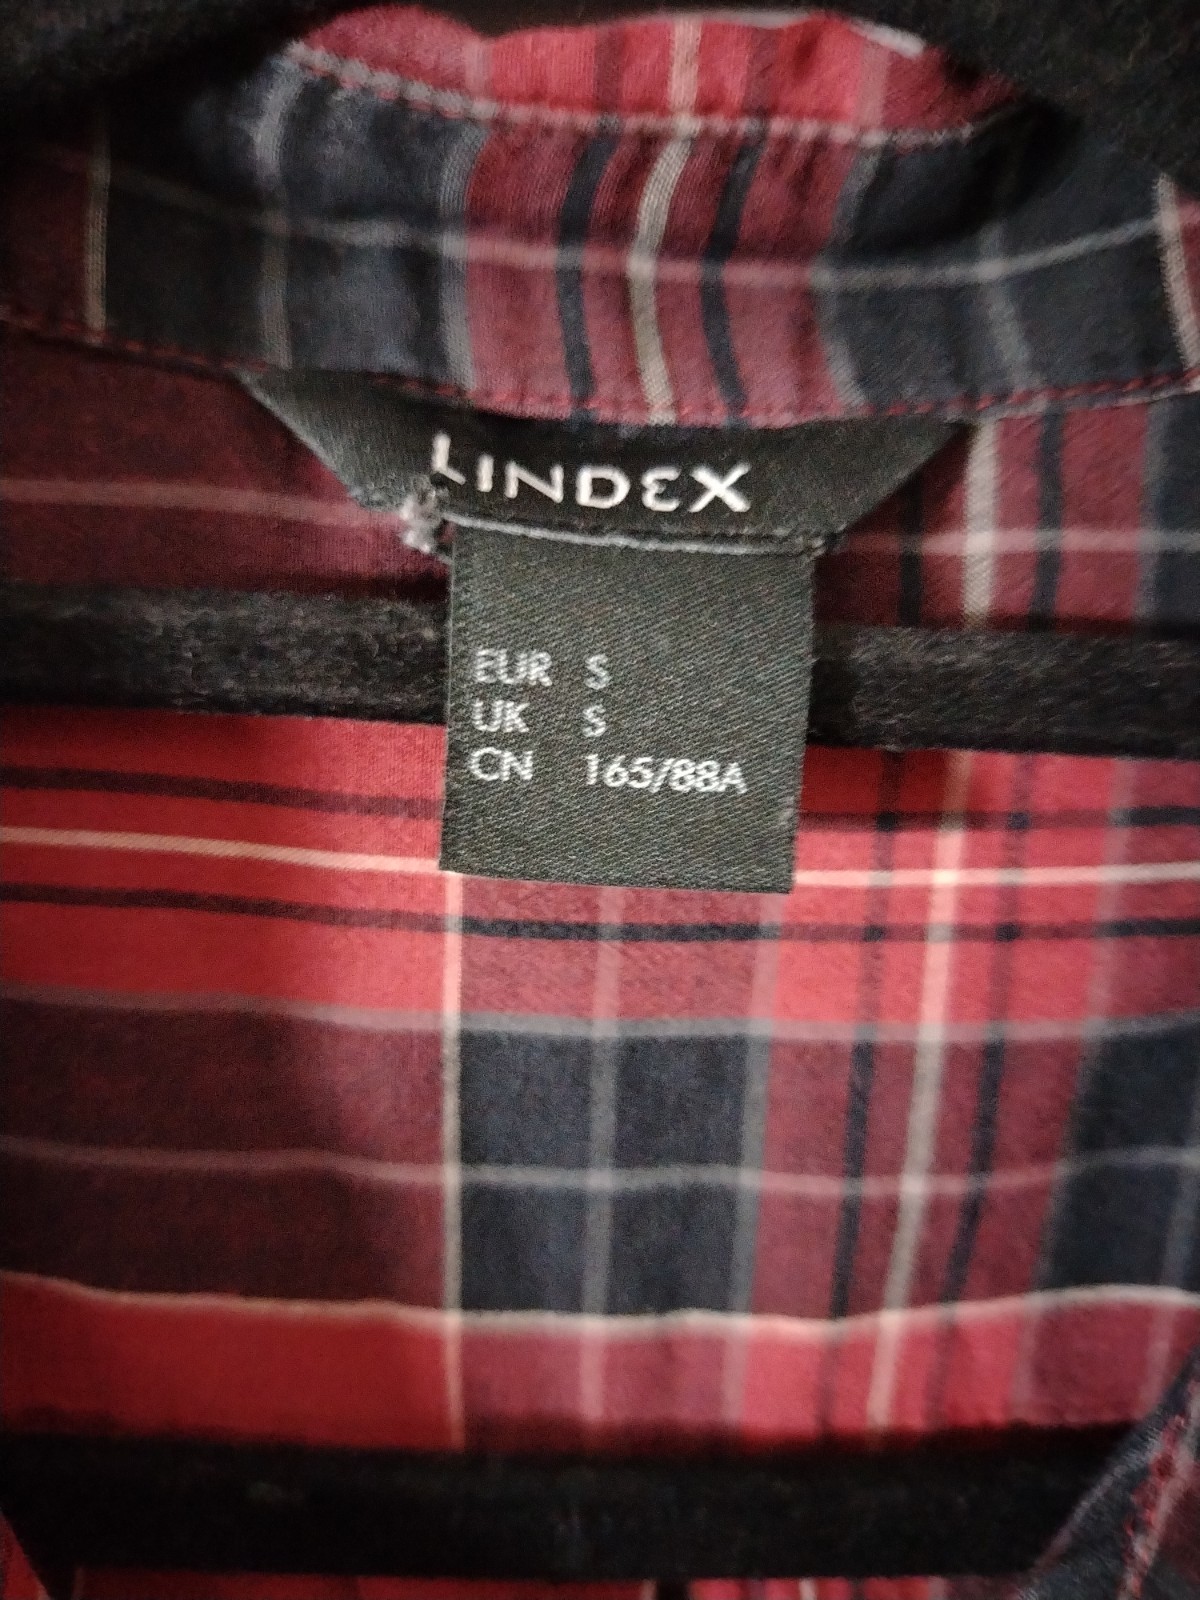 LINDEX
EUR S
UK S
CN 165/88A